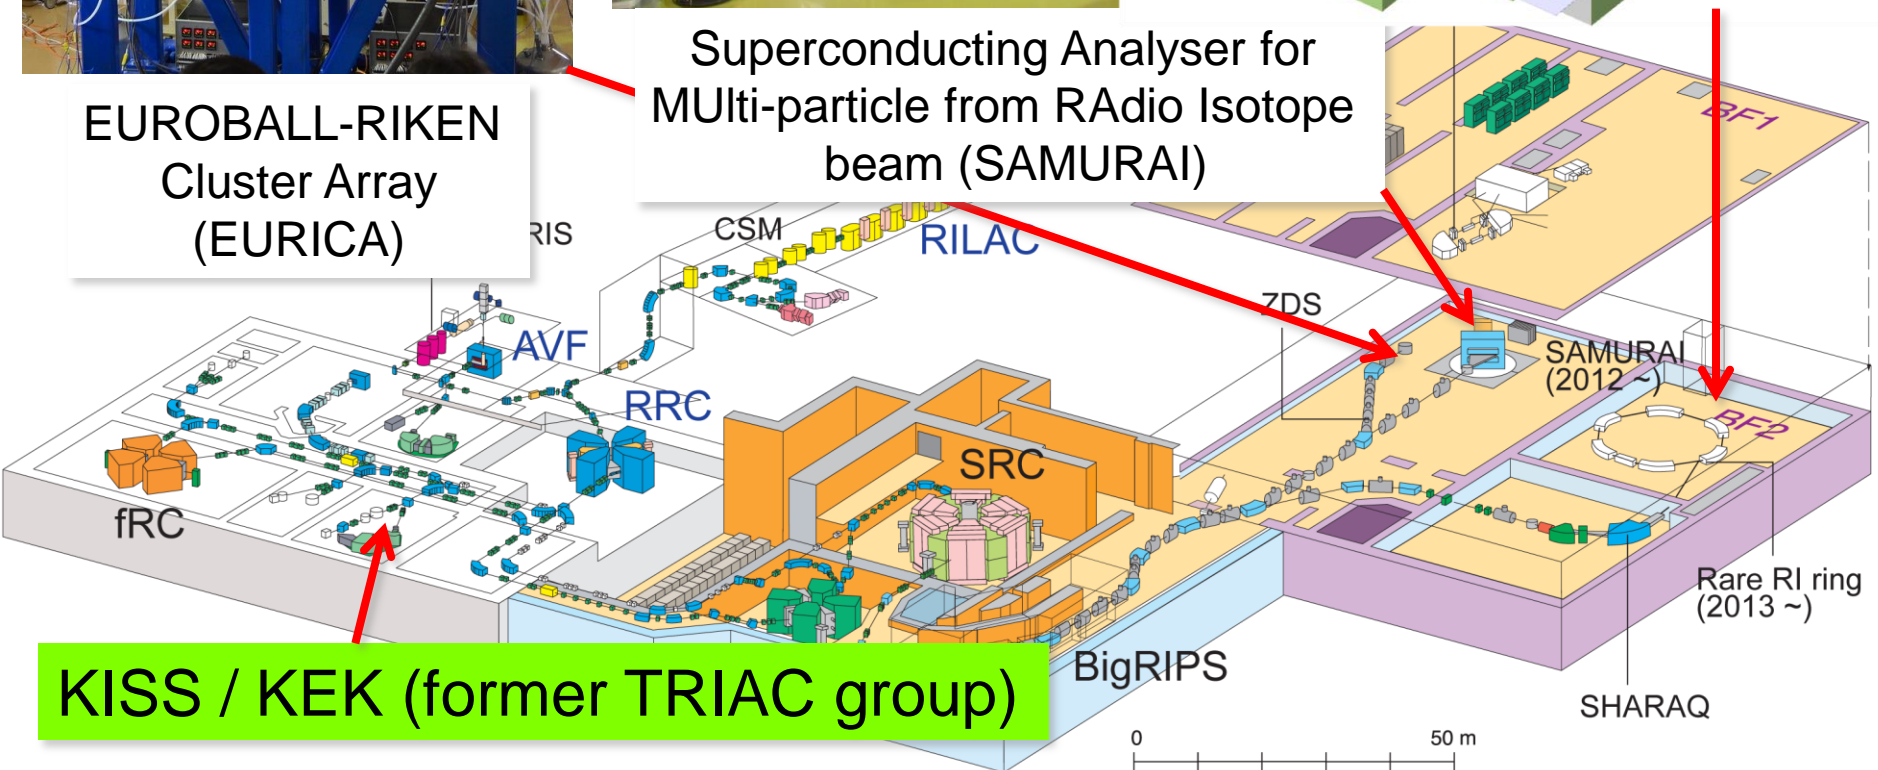 Superconducting Analyser for
MUlti-particle from RAdio Isotope
beam (SAMURAI)
EUROBALL-RIKEN
Cluster Array
(EURICA)
BF1
RIS
CSM
RILAC
ZDS
AVF
SAMURAI
(2012 ~)
RRC
BF2
SRC
fRC
Rare RI ring
(2013 ~)
BigRIPS
KISS / KEK (former TRIAC group)
SHARAQ
0
50 m